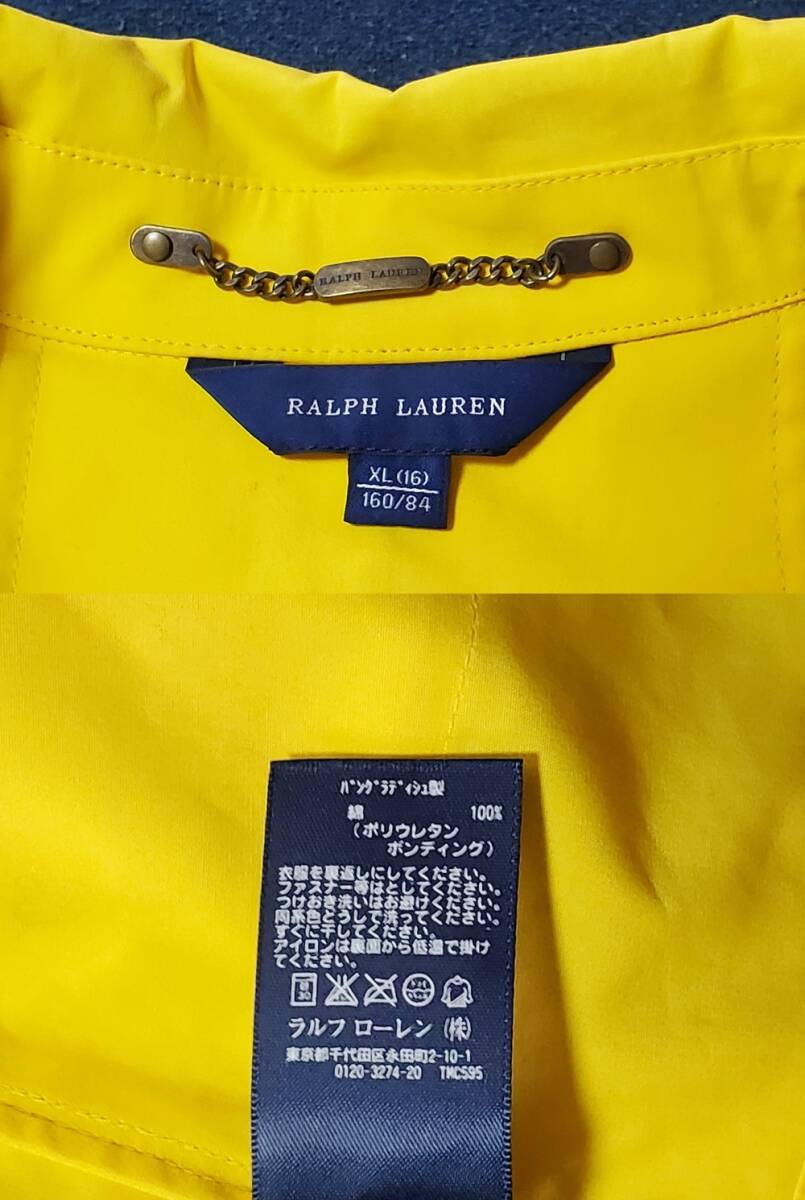 RALPH LAUREN
RALPH LAUREN
XL(16)
160/84
バングラディシュ製
綿 100%
(ポリウレタン
ボンディング)
衣服を裏返しにしてください。
ファスナー等はとじてください。
つけおき洗いはお避けください。
同系色どうしで洗ってください。
すぐに干してください。
アイロンは裏面から低温で掛け
てください。
30
ラルフ ローレン (株)
東京都千代田区永田町2-10-1
0120-3274-20 TMCS95